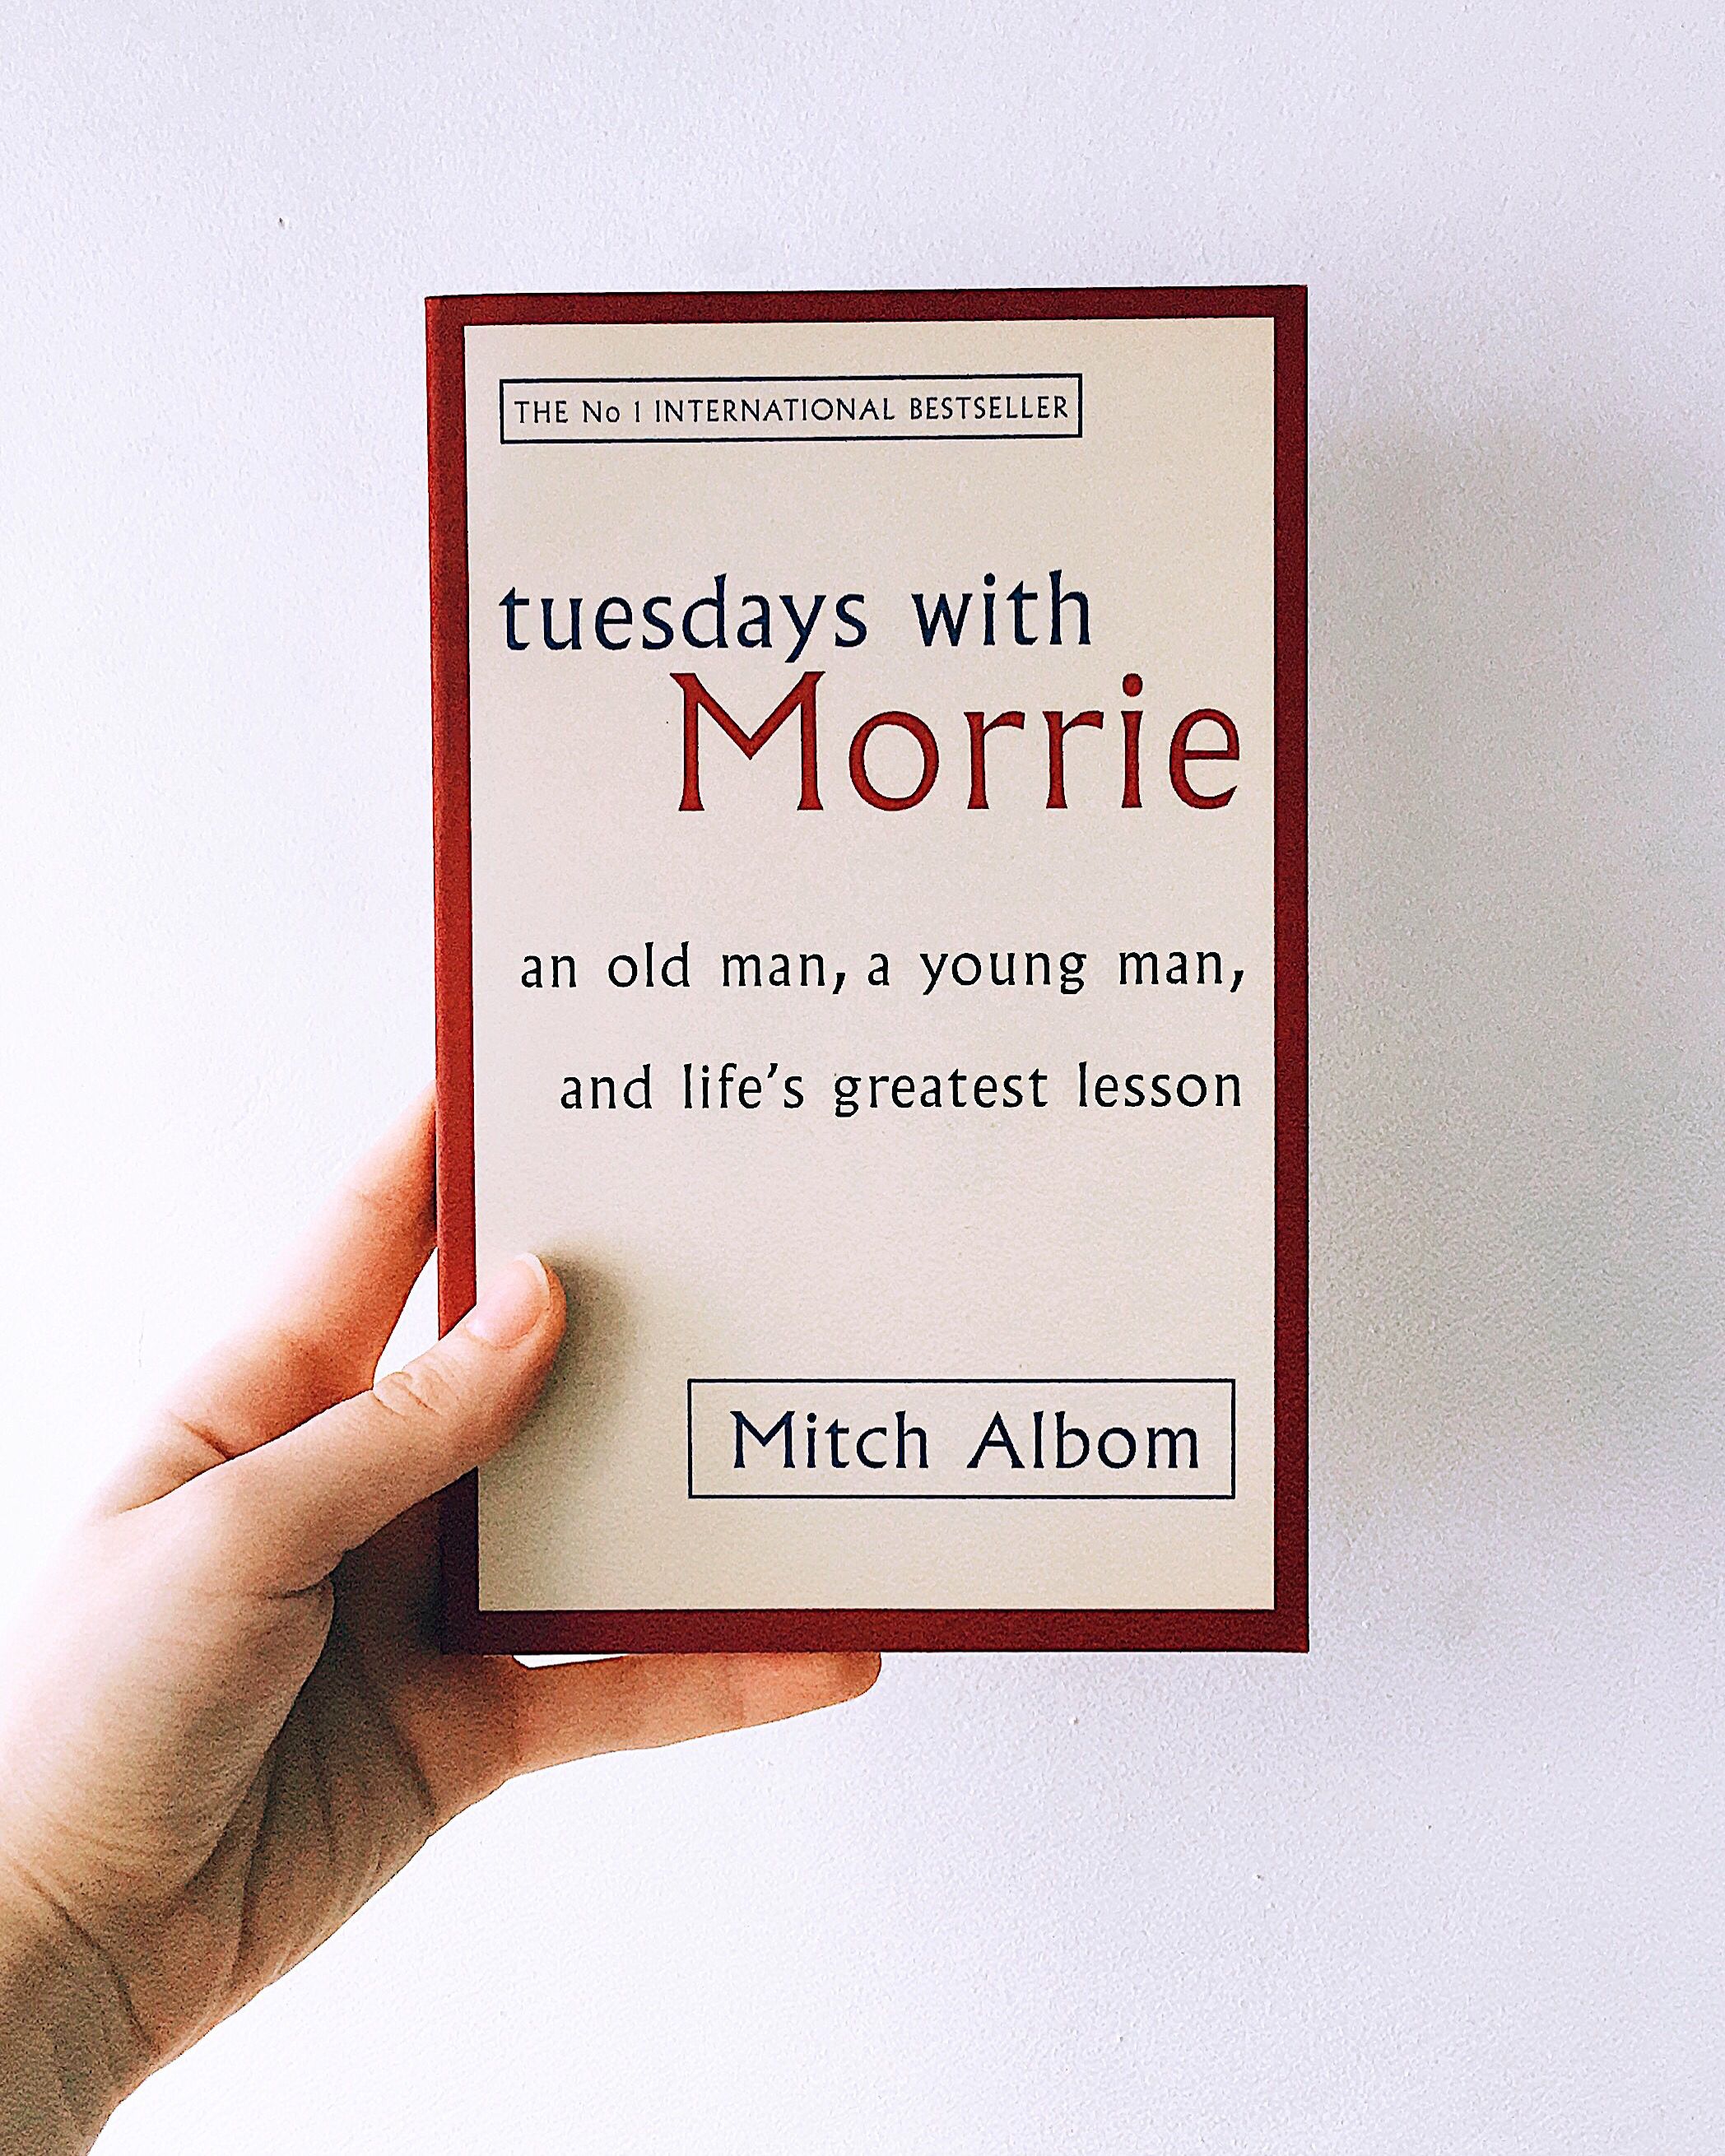 THE No 1 INTERNATIONAL BESTSELLER
tuesdays with
Morrie
an old man, a young man,
and life’s greatest lesson
Mitch Albom